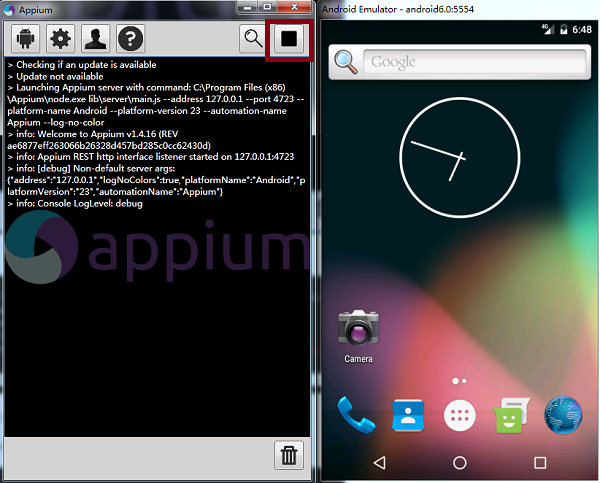 Appium
> Checking if an update is available
> Update not available
> Launching Appium server with command: C:\Program Files (x86)
\Appium\node.exe lib\server\main.js --address 127.0.0.1 --port 4723 --
platform-name Android --platform-version 23 --automation-name
Appium --log-no-color
> info: Welcome to Appium v1.4.16 (REV
ae6877eff263066b26328d457bd285c0cc62430d)
> info: Appium REST http interface listener started on 127.0.0.1:4723
> info: [debug] Non-default server args:
{"address":"127.0.0.1","logNoColors":true,"platformName":"Android","p
latformVersion":"23","automationName":"Appium"}
> info: Console LogLevel: debug
appium
Android Emulator - android6.0:5554
4G 6:48
Google
Camera